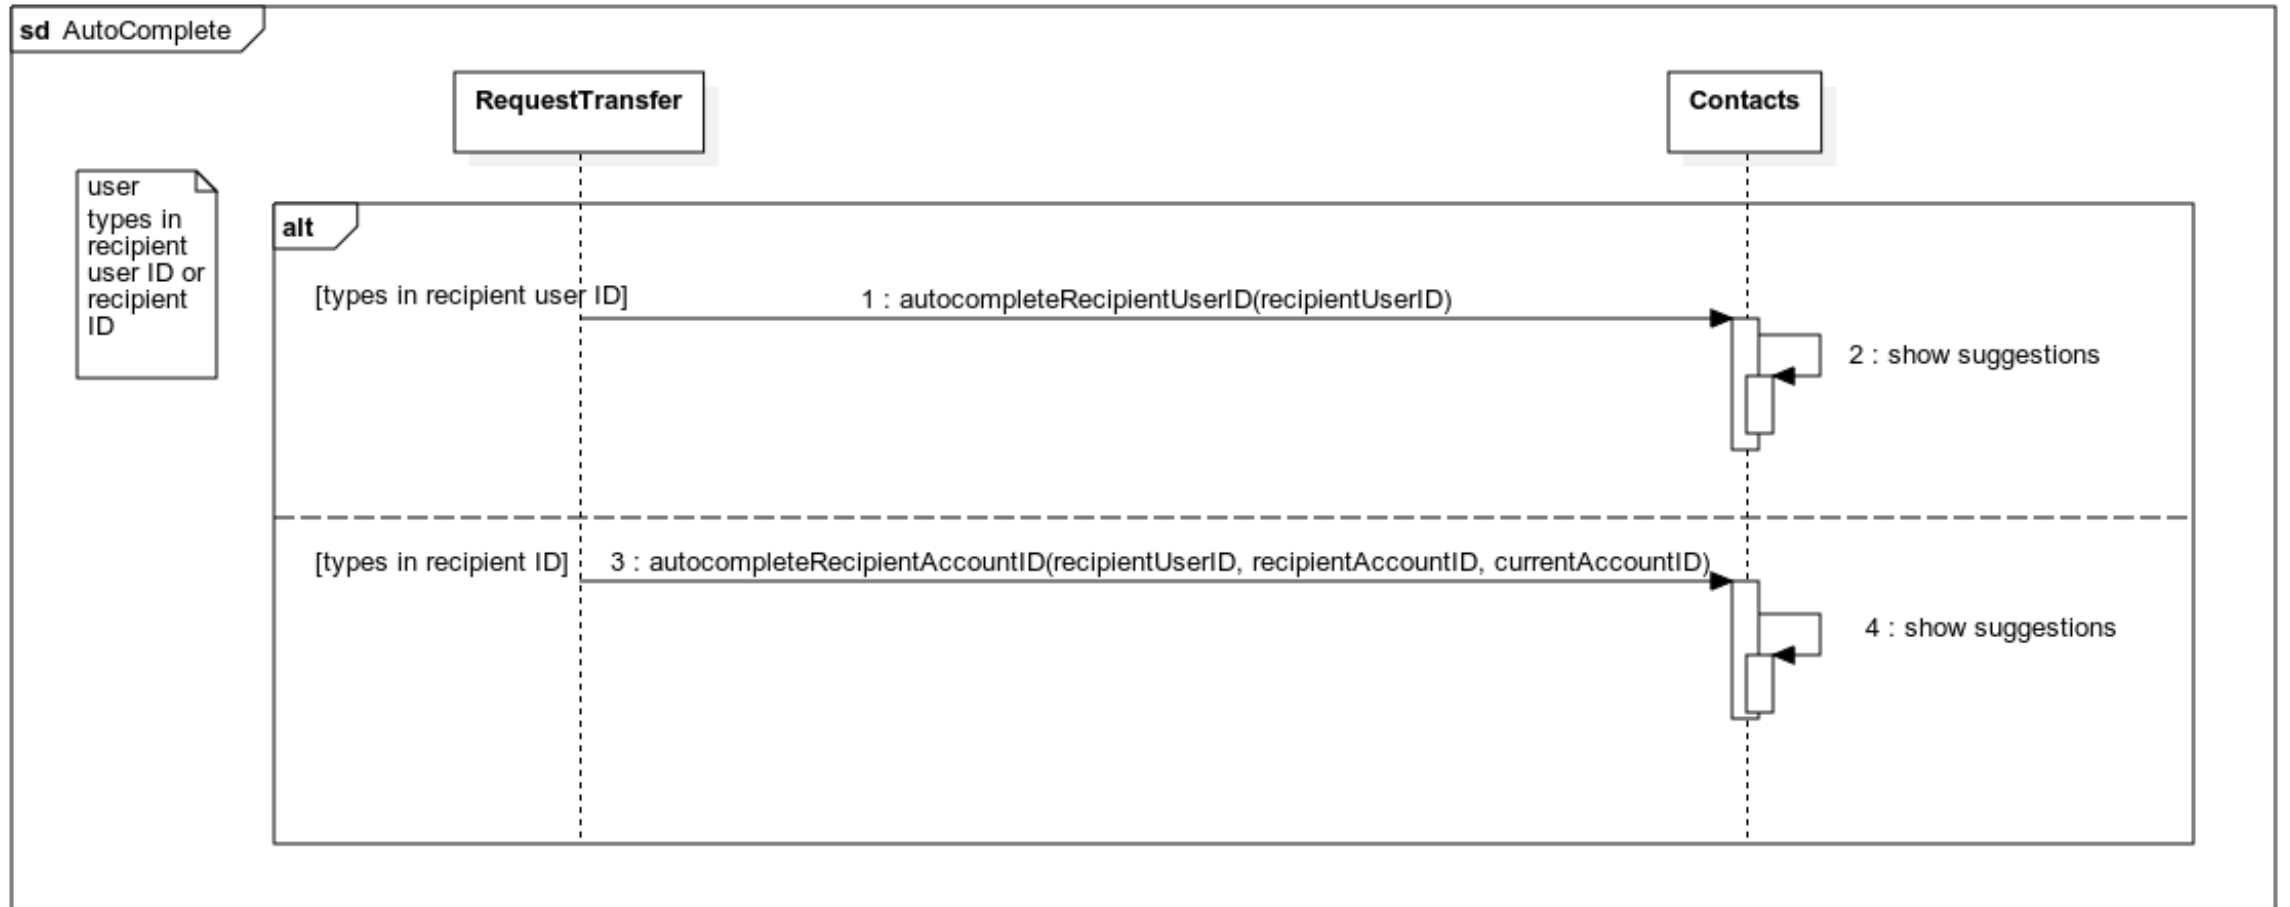 sd AutoComplete
RequestTransfer
Contacts
user
types in
recipient
user ID or
recipient
ID
alt
[types in recipient user ID]
1 : autocompleteRecipientUserID(recipientUserID)
2 : show suggestions
[types in recipient ID]
3 : autocompleteRecipientAccountID(recipientUserID, recipientAccountID, currentAccountID)
4 : show suggestions